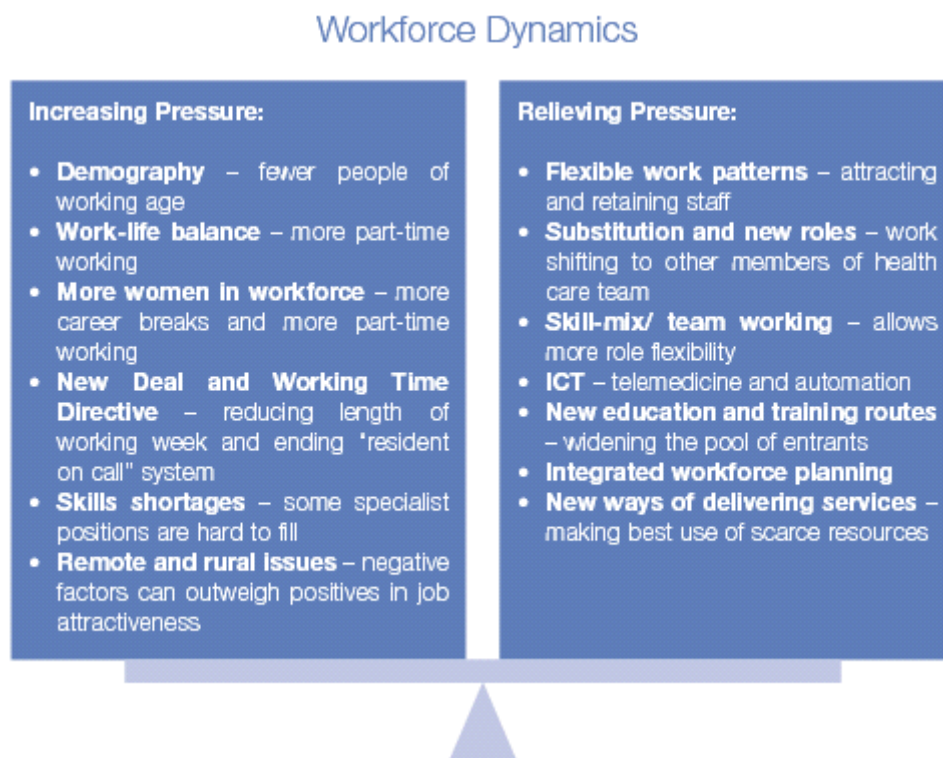 Workforce Dynamics
Increasing Pressure:
• Demography – fewer people of
working age
• Work-life balance – more part-time
working
• More women in workforce – more
career breaks and more part-time
working
• New Deal and Working Time
Directive – reducing length of
working week and ending "resident
on call" system
• Skills shortages – some specialist
positions are hard to fill
• Remote and rural issues – negative
factors can outweigh positives in job
attractiveness
Relieving Pressure:
• Flexible work patterns – attracting
and retaining staff
• Substitution and new roles – work
shifting to other members of health
care team
• Skill-mix/ team working – allows
more role flexibility
• ICT – telemedicine and automation
• New education and training routes
– widening the pool of entrants
• Integrated workforce planning
• New ways of delivering services –
making best use of scarce resources